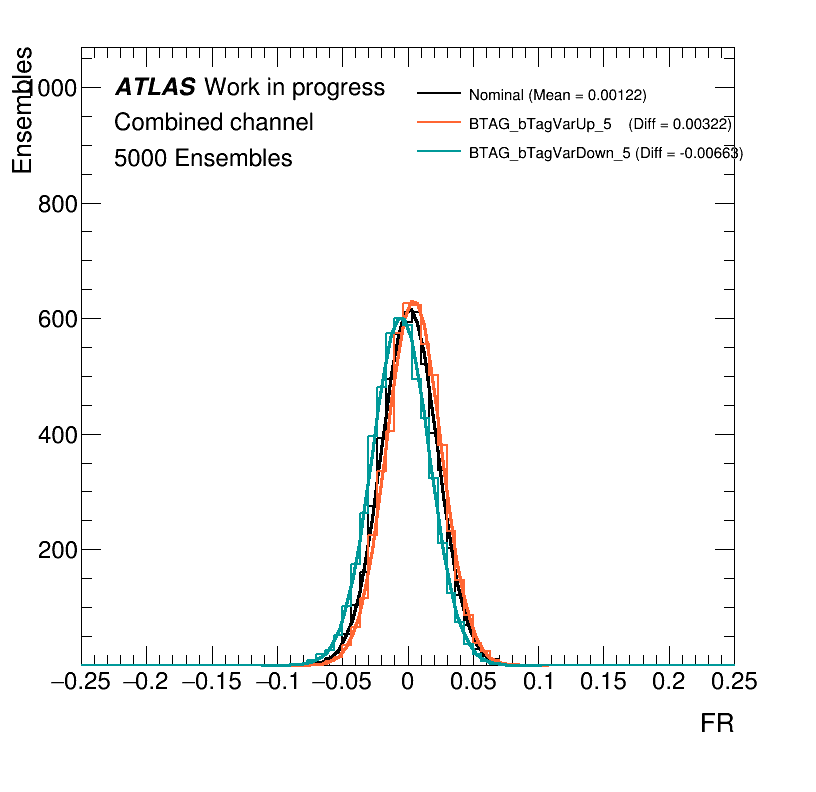 Ensembles
ATLAS Work in progress
Combined channel
5000 Ensembles
Nominal (Mean = 0.00122)
BTAG_bTagVarUp_5 (Diff = 0.00322)
BTAG_bTagVarDown_5 (Diff = -0.00663)
1000
800
600
400
200
−0.25 −0.2 −0.15 −0.1 −0.05 0 0.05 0.1 0.15 0.2 0.25
FR